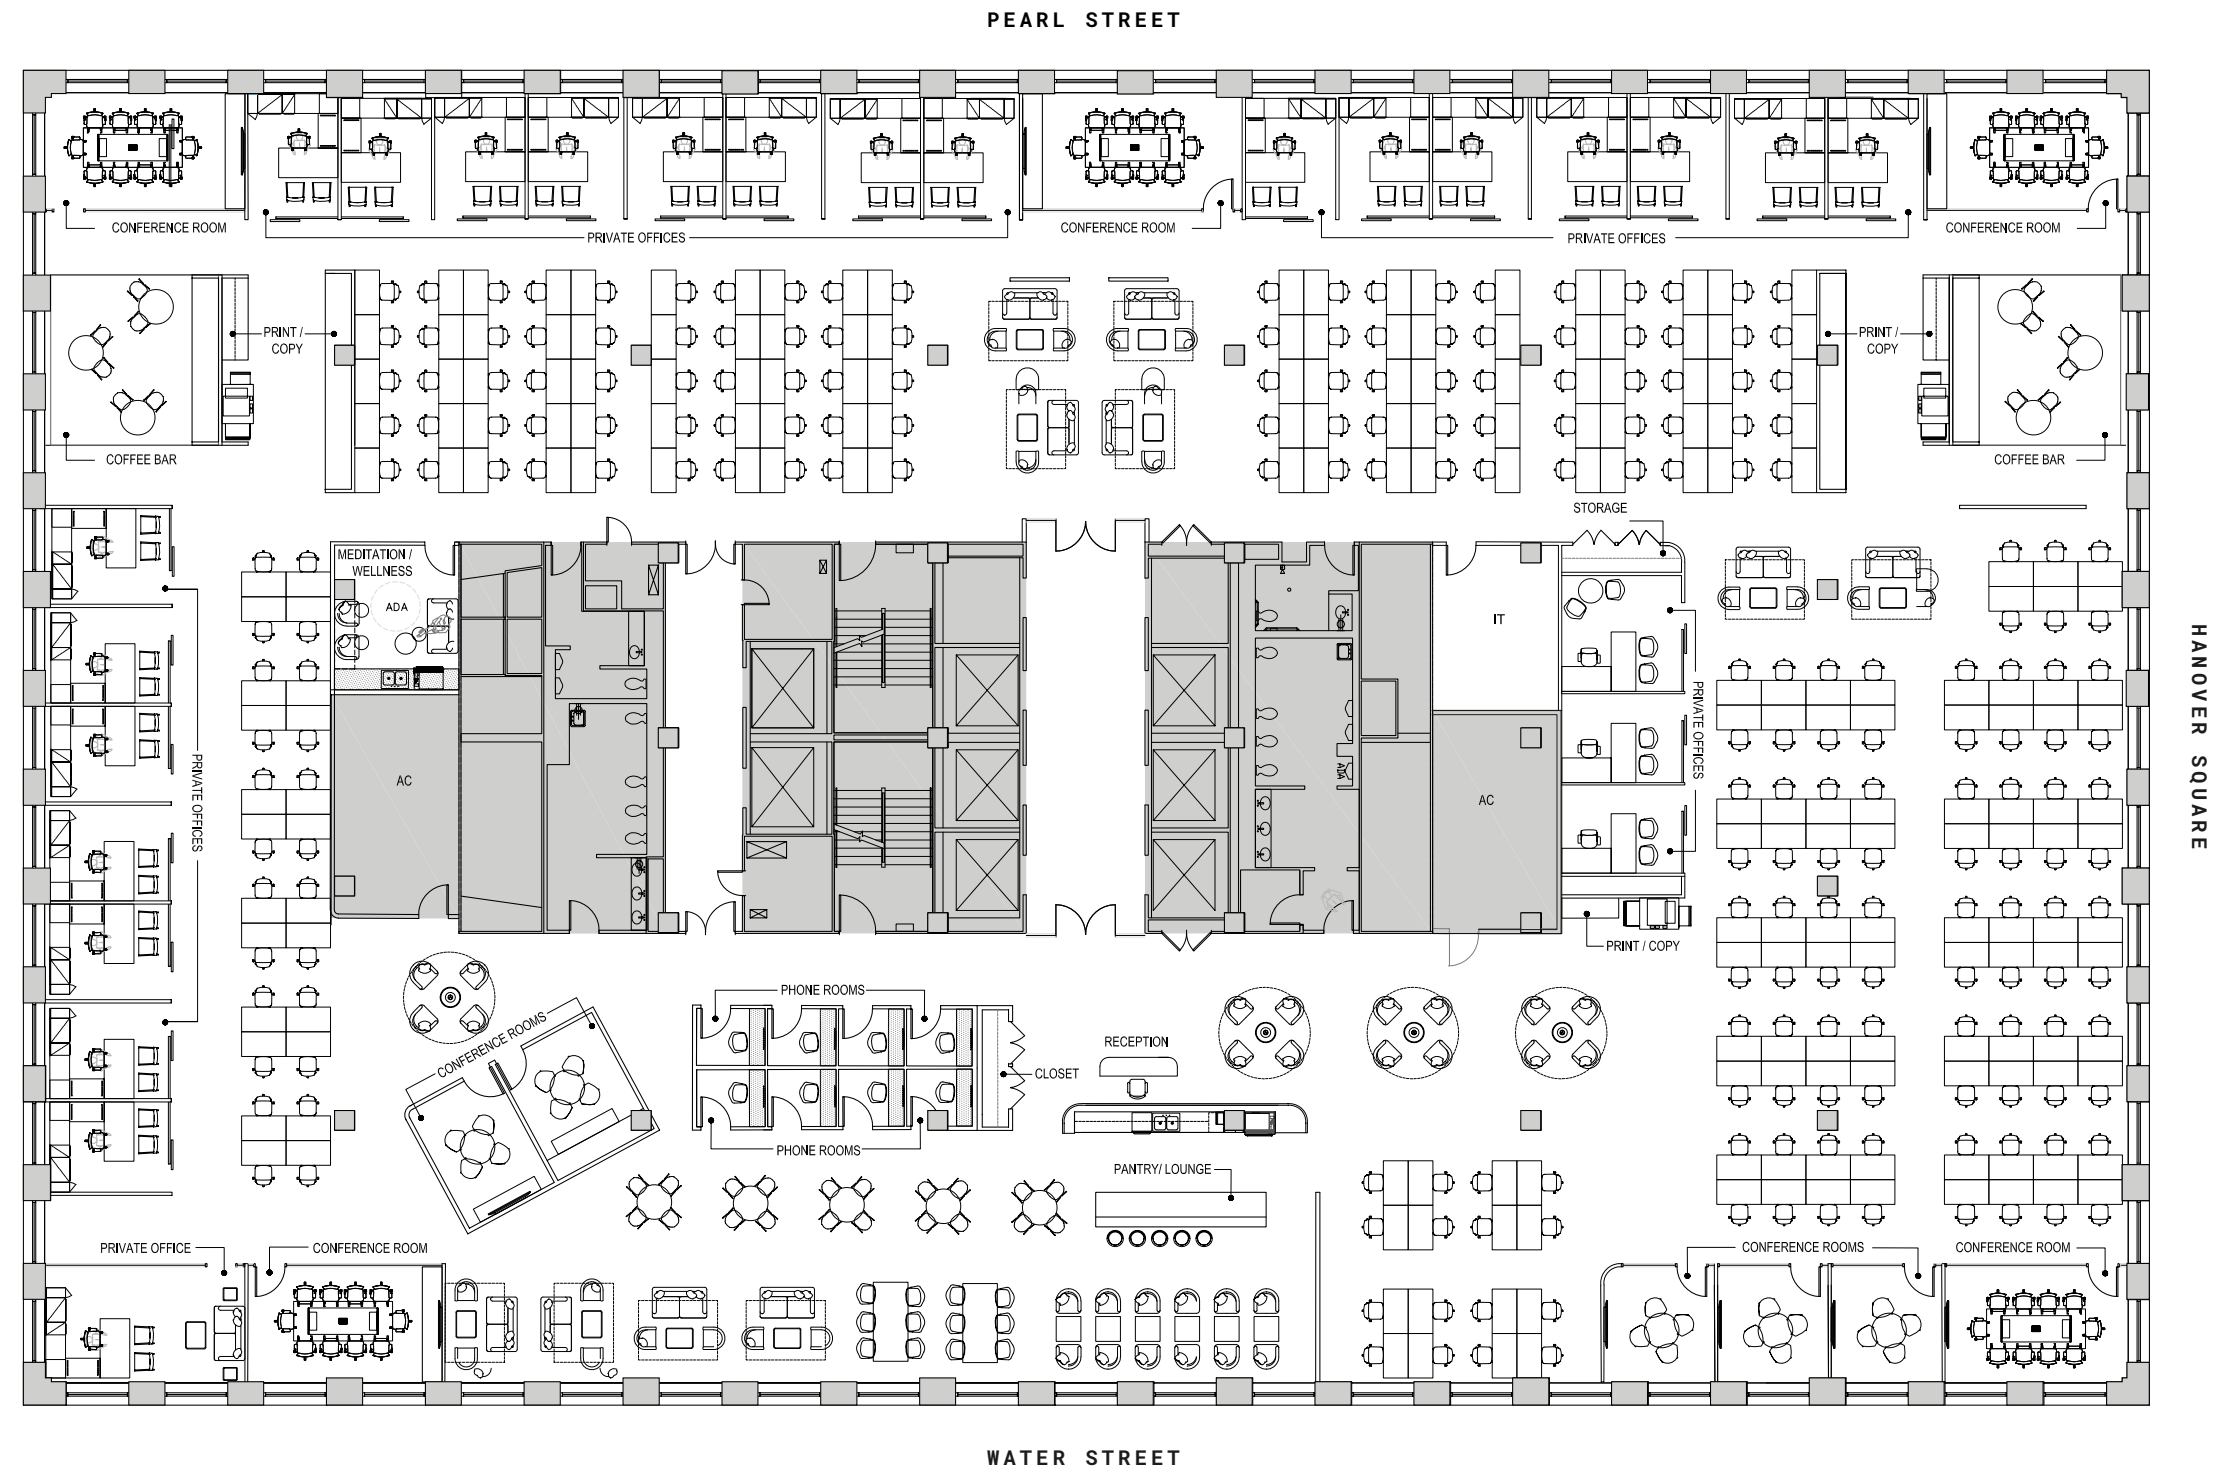 PEARL STREET
CONFERENCE ROOM
PRIVATE OFFICES
CONFERENCE ROOM
PRIVATE OFFICES
CONFERENCE ROOM
PRINT /
COPY
PRINT /
COPY
COFFEE BAR
COFFEE BAR
STORAGE
MEDITATION /
WELLNESS
ADA
IT
PRIVATE OFFICES
PRIVATE OFFICES
HANOVER SQUARE
AC
ADA
AC
PRINT / COPY
PHONE ROOMS
CONFERENCE ROOMS
RECEPTION
CLOSET
PHONE ROOMS
PANTRY/ LOUNGE
PRIVATE OFFICE
CONFERENCE ROOM
CONFERENCE ROOMS
CONFERENCE ROOM
WATER STREET